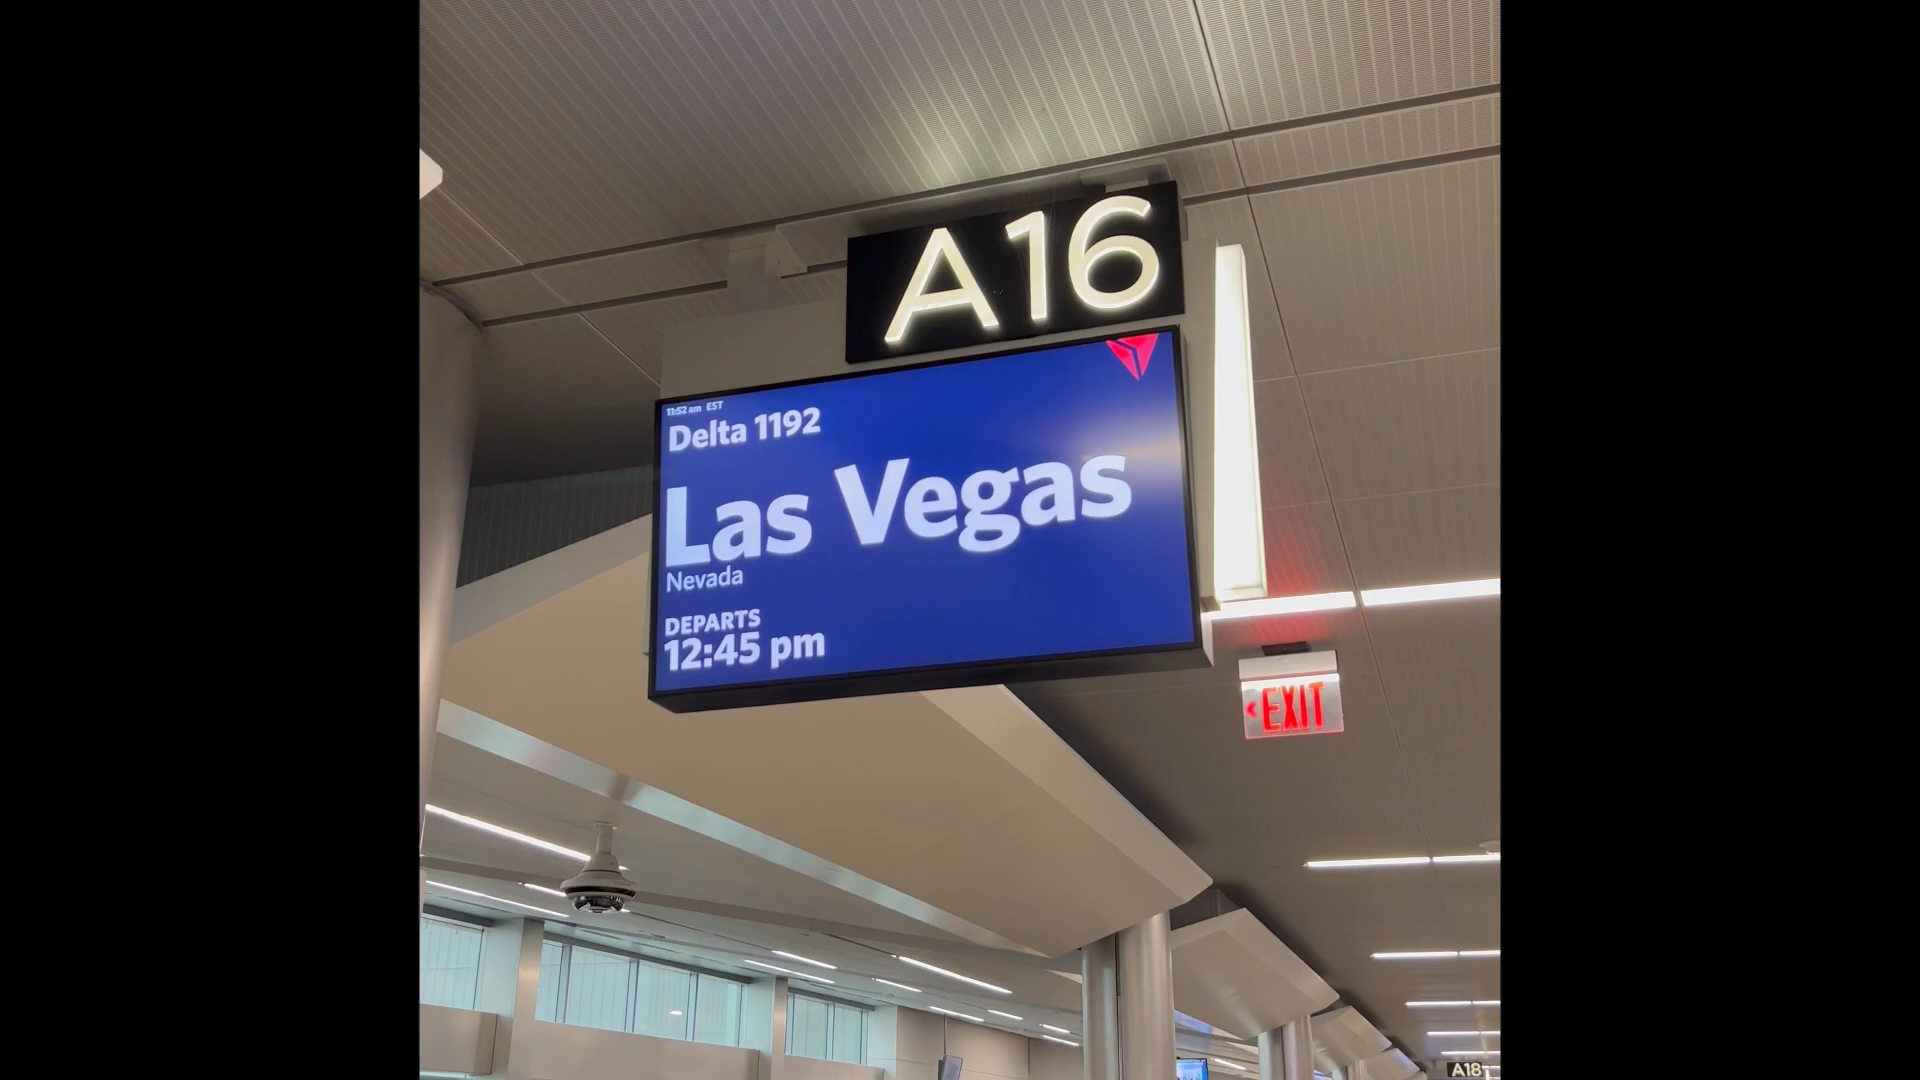 A16
11:52 am EST
Delta 1192
Las Vegas
Nevada
DEPARTS
12:45 pm
<EXIT
A18